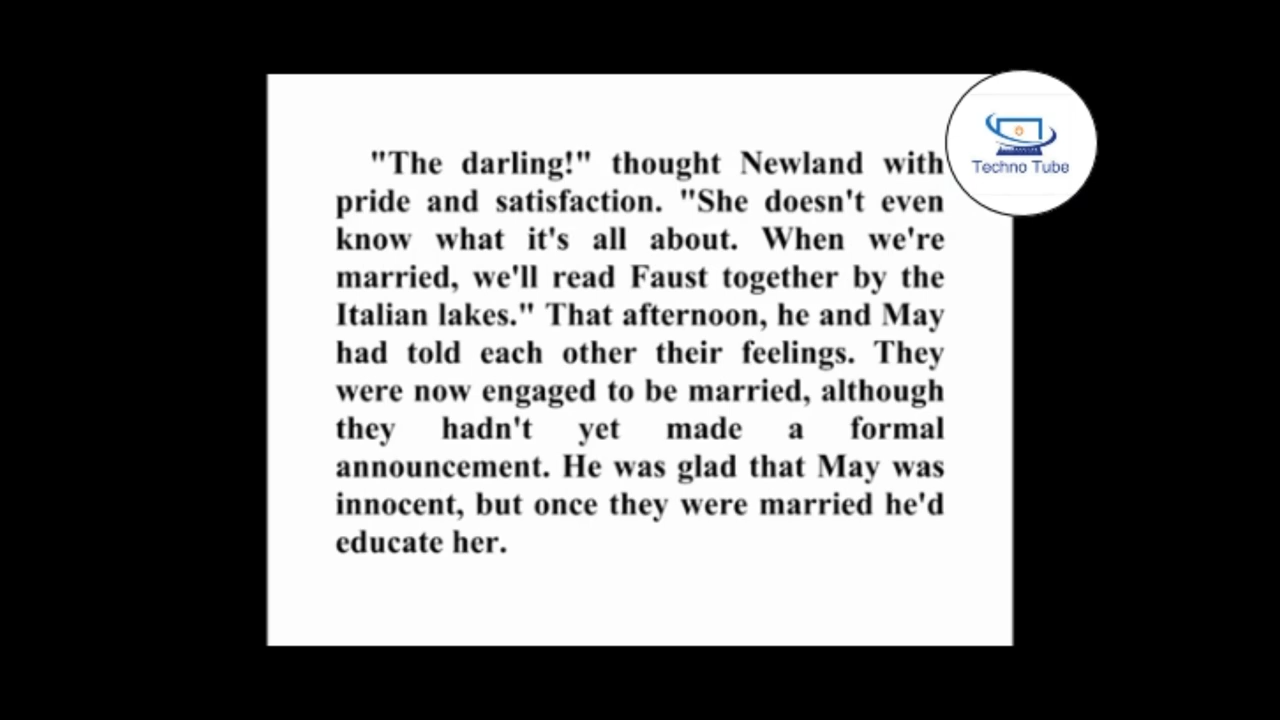 "The darling!" thought Newland with
pride and satisfaction. "She doesn't even
know what it's all about. When we're
married, we'll read Faust together by the
Italian lakes." That afternoon, he and May
had told each other their feelings. They
were now engaged to be married, although
they hadn't yet made a formal
announcement. He was glad that May was
innocent, but once they were married he'd
educate her.
Techno Tube